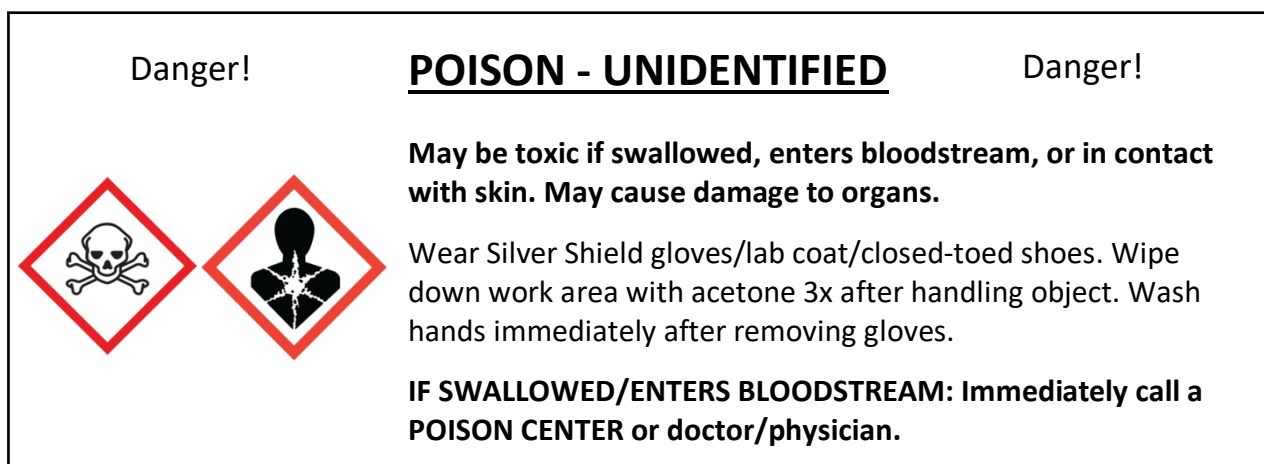 Danger!
POISON - UNIDENTIFIED
Danger!
May be toxic if swallowed, enters bloodstream, or in contact
with skin. May cause damage to organs.
Wear Silver Shield gloves/lab coat/closed-toed shoes. Wipe
down work area with acetone 3x after handling object. Wash
hands immediately after removing gloves.
IF SWALLOWED/ENTERS BLOODSTREAM: Immediately call a
POISON CENTER or doctor/physician.